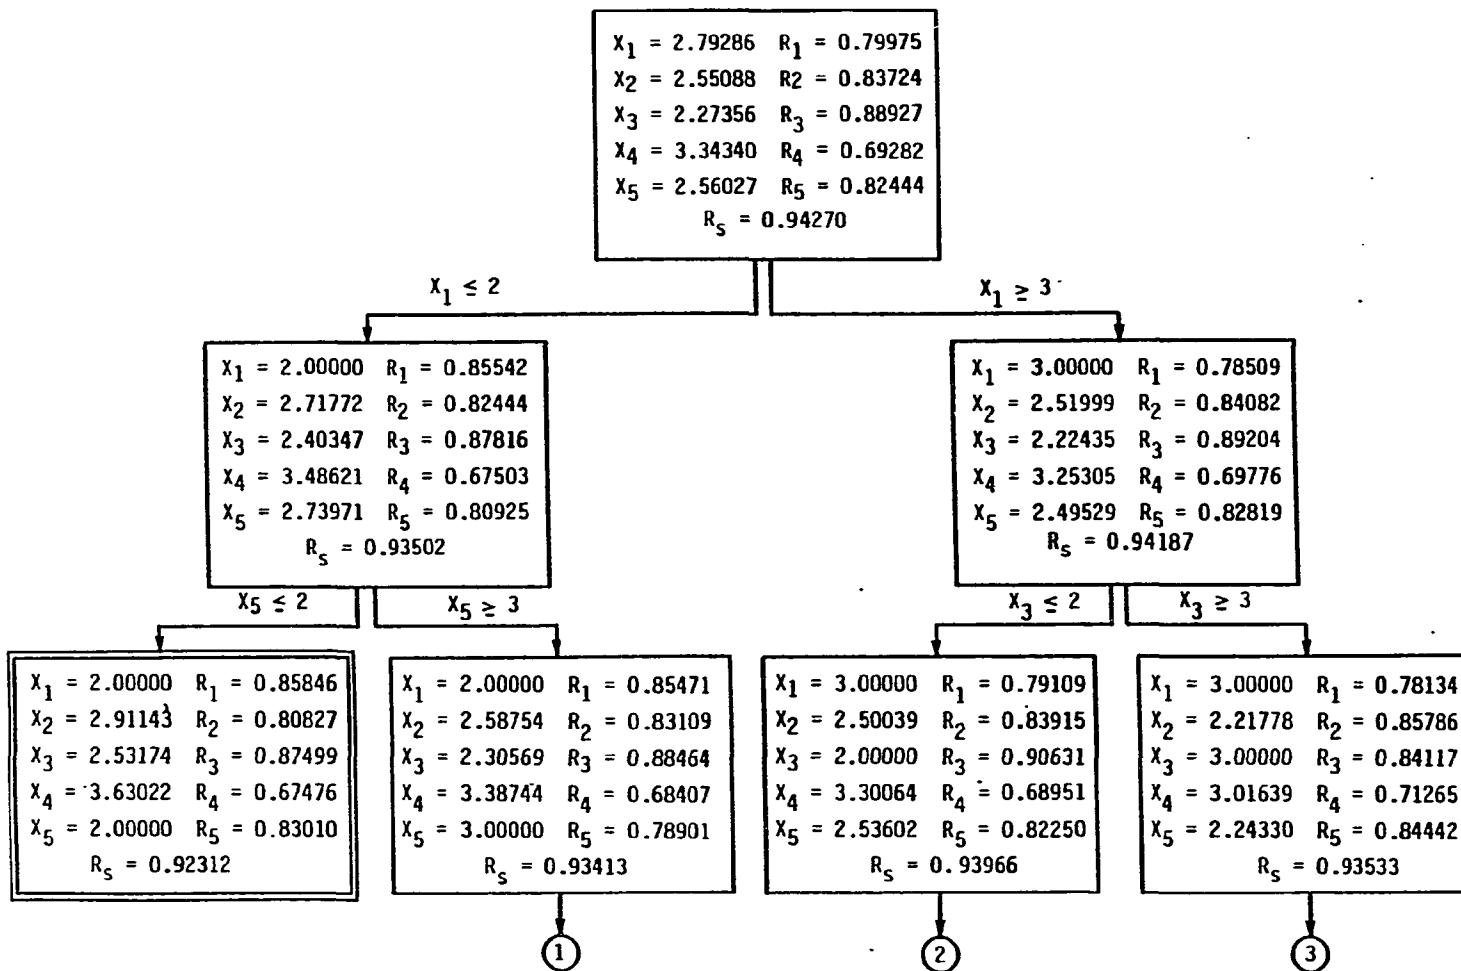 X1 = 2.79286 R1 = 0.79975
X2 = 2.55088 R2 = 0.83724
X3 = 2.27356 R3 = 0.88927
X4 = 3.34340 R4 = 0.69282
X5 = 2.56027 R5 = 0.82444
Rs = 0.94270
X1 ≤ 2
X1 ≥ 3
X1 = 2.00000 R1 = 0.85542
X2 = 2.71772 R2 = 0.82444
X3 = 2.40347 R3 = 0.87816
X4 = 3.48621 R4 = 0.67503
X5 = 2.73971 R5 = 0.80925
Rs = 0.93502
X1 = 3.00000 R1 = 0.78509
X2 = 2.51999 R2 = 0.84082
X3 = 2.22435 R3 = 0.89204
X4 = 3.25305 R4 = 0.69776
X5 = 2.49529 R5 = 0.82819
Rs = 0.94187
X5 ≤ 2
X5 ≥ 3
X3 ≤ 2
X3 ≥ 3
X1 = 2.00000 R1 = 0.85846
X2 = 2.91143 R2 = 0.80827
X3 = 2.53174 R3 = 0.87499
X4 = 3.63022 R4 = 0.67476
X5 = 2.00000 R5 = 0.83010
Rs = 0.92312
X1 = 2.00000 R1 = 0.85471
X2 = 2.58754 R2 = 0.83109
X3 = 2.30569 R3 = 0.88464
X4 = 3.38744 R4 = 0.68407
X5 = 3.00000 R5 = 0.78901
Rs = 0.93413
X1 = 3.00000 R1 = 0.79109
X2 = 2.50039 R2 = 0.83915
X3 = 2.00000 R3 = 0.90631
X4 = 3.30064 R4 = 0.68951
X5 = 2.53602 R5 = 0.82250
Rs = 0.93966
X1 = 3.00000 R1 = 0.78134
X2 = 2.21778 R2 = 0.85786
X3 = 3.00000 R3 = 0.84117
X4 = 3.01639 R4 = 0.71265
X5 = 2.24330 R5 = 0.84442
Rs = 0.93533
1
2
3